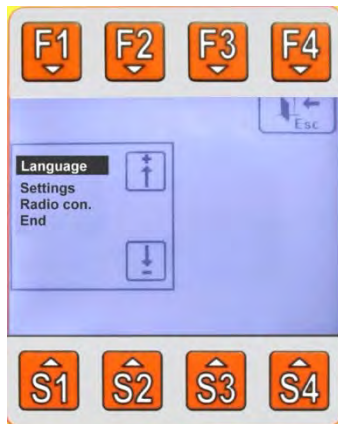 F1 F2 F3 F4
Esc
Language
Settings
Radio con.
End
S1 S2 S3 S4